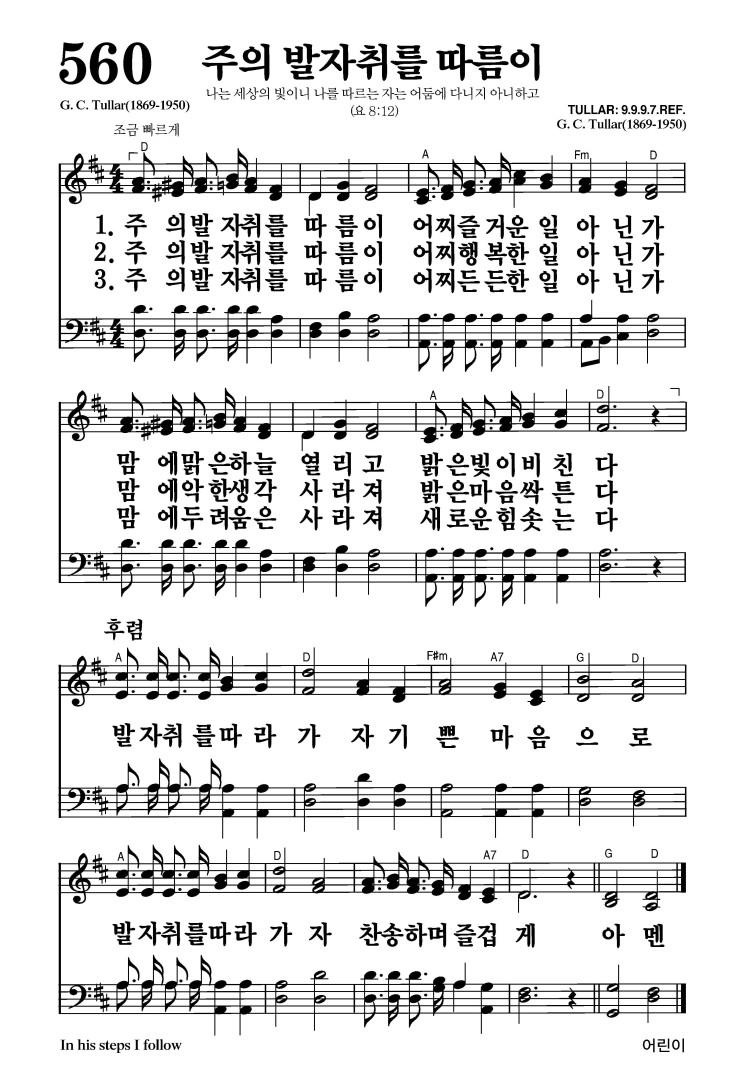 560 주의 발자취를 따름이
나는 세상의 빛이니 나를 따르는 자는 어둠에 다니지 아니하고
G. C. Tullar(1869-1950)
(요 8:12)
TULLAR: 9.9.9.7.REF.
G. C. Tullar(1869-1950)
조금 빠르게
D A Fm D
1. 주 의발 자취를 따 름이 어찌즐 거운 일 아 닌가
2. 주 의발 자취를 따 름이 어찌행 복한 일 아 닌가
3. 주 의발 자취를 따 름이 어찌든 든한 일 아 닌가
A D
맘 에맑 은하늘 열 리 고 밝 은빛 이 비 친 다
맘 에악 한생각 사 라 져 밝 은마 음싹 튼 다
맘 에두 려움은 사 라 져 새 로운 힘솟 는 다
후렴
A D F#m A7 G D
발 자취 를따 라 가 자 기 쁜 마 음 으 로
A D A7 D G D
발 자취 를따라 가 자 찬송하며 즐겁 게 아 멘
In his steps I follow
어린이